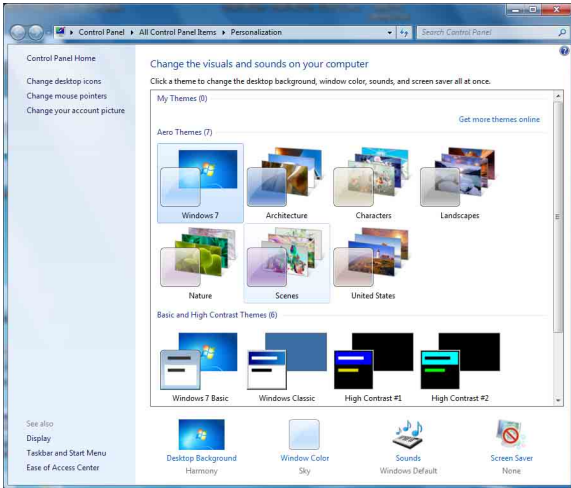 Control Panel ▸ All Control Panel Items ▸ Personalization
Search Control Panel
Control Panel Home
Change desktop icons
Change mouse pointers
Change your account picture
Change the visuals and sounds on your computer
Click a theme to change the desktop background, window color, sounds, and screen saver all at once.
My Themes (0)
Get more themes online
Aero Themes (7)
Windows 7
Architecture
Characters
Landscapes
Nature
Scenes
United States
Basic and High Contrast Themes (6)
Windows 7 Basic
Windows Classic
High Contrast #1
High Contrast #2
See also
Display
Taskbar and Start Menu
Ease of Access Center
Desktop Background
Harmony
Window Color
Sky
Sounds
Windows Default
Screen Saver
None